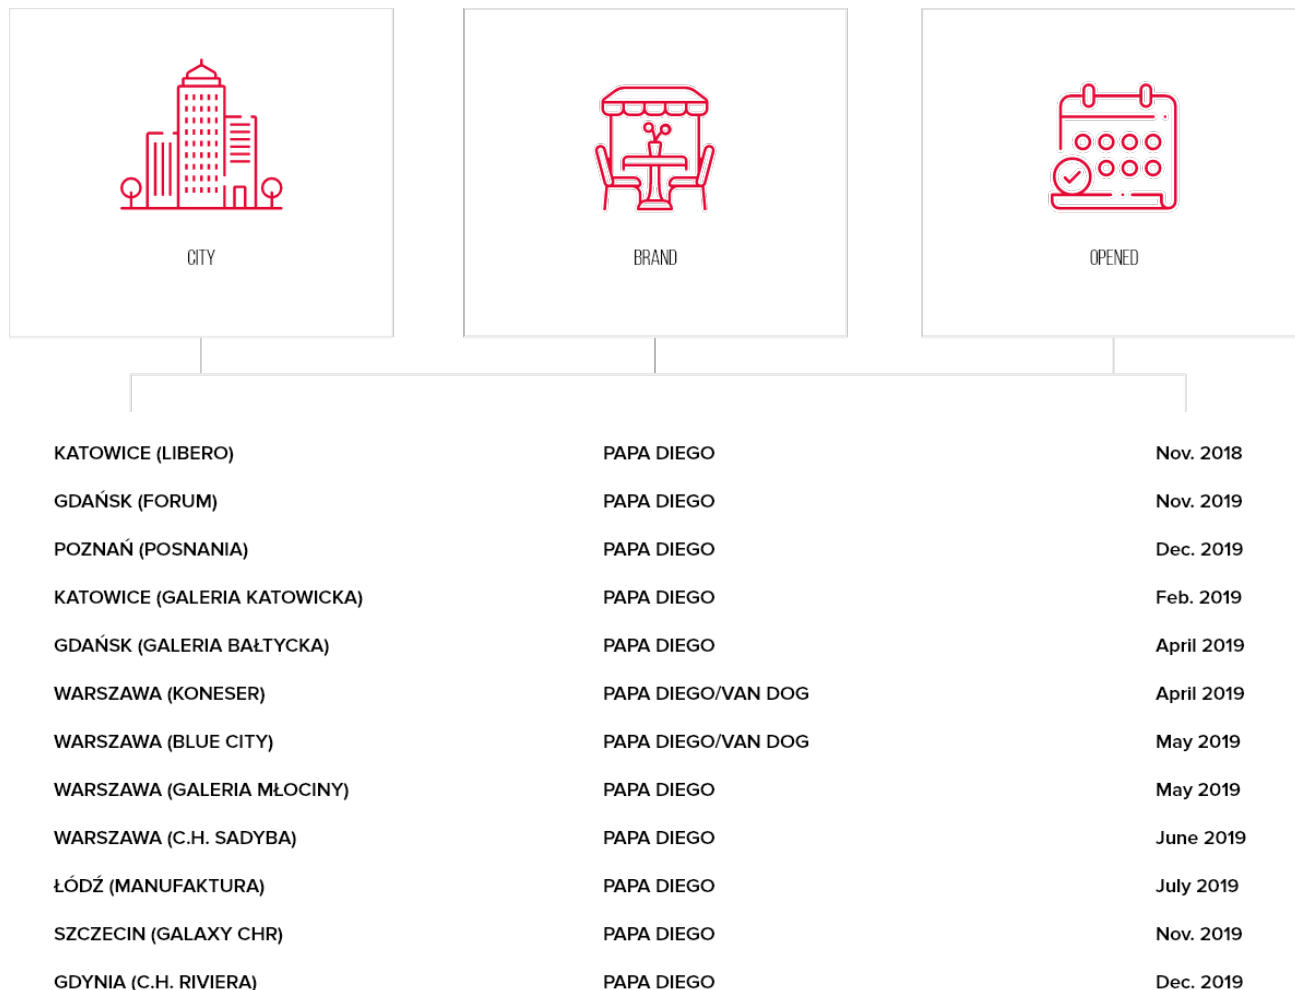 CITY BRAND OPENED
KATOWICE (LIBERO) PAPA DIEGO Nov. 2018
GDAŃSK (FORUM) PAPA DIEGO Nov. 2019
POZNAŃ (POSNANIA) PAPA DIEGO Dec. 2019
KATOWICE (GALERIA KATOWICKA) PAPA DIEGO Feb. 2019
GDAŃSK (GALERIA BAŁTYCKA) PAPA DIEGO April 2019
WARSZAWA (KONESER) PAPA DIEGO/VAN DOG April 2019
WARSZAWA (BLUE CITY) PAPA DIEGO/VAN DOG May 2019
WARSZAWA (GALERIA MŁOCINY) PAPA DIEGO May 2019
WARSZAWA (C.H. SADYBA) PAPA DIEGO June 2019
ŁÓDŹ (MANUFAKTURA) PAPA DIEGO July 2019
SZCZECIN (GALAXY CHR) PAPA DIEGO Nov. 2019
GDYNIA (C.H. RIVIERA) PAPA DIEGO Dec. 2019